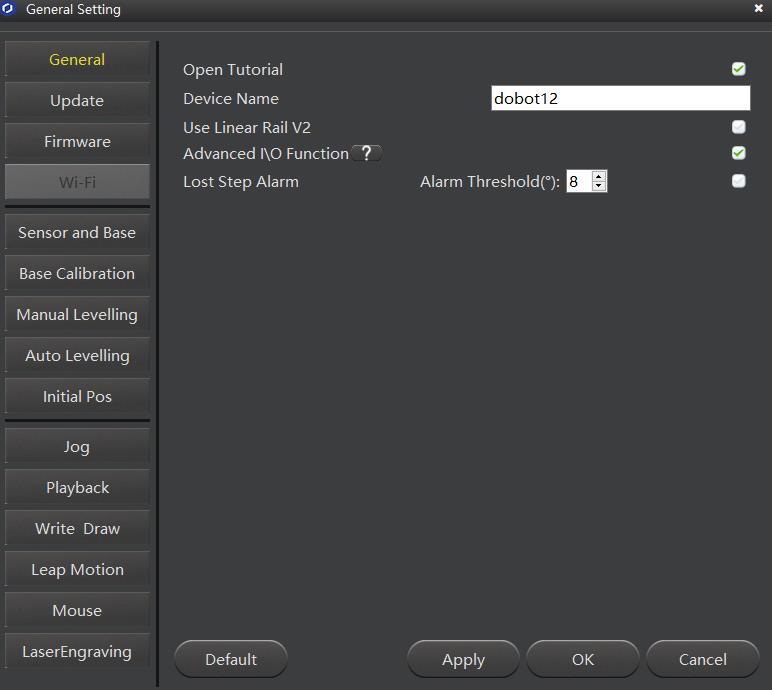 General Setting
General
Update
Firmware
Wi-Fi
Sensor and Base
Base Calibration
Manual Levelling
Auto Levelling
Initial Pos
Jog
Playback
Write  Draw
Leap Motion
Mouse
LaserEngraving
Open Tutorial
Device Name dobot12
Use Linear Rail V2
Advanced I\O Function ?
Lost Step Alarm Alarm Threshold(°): 8
Default Apply OK Cancel